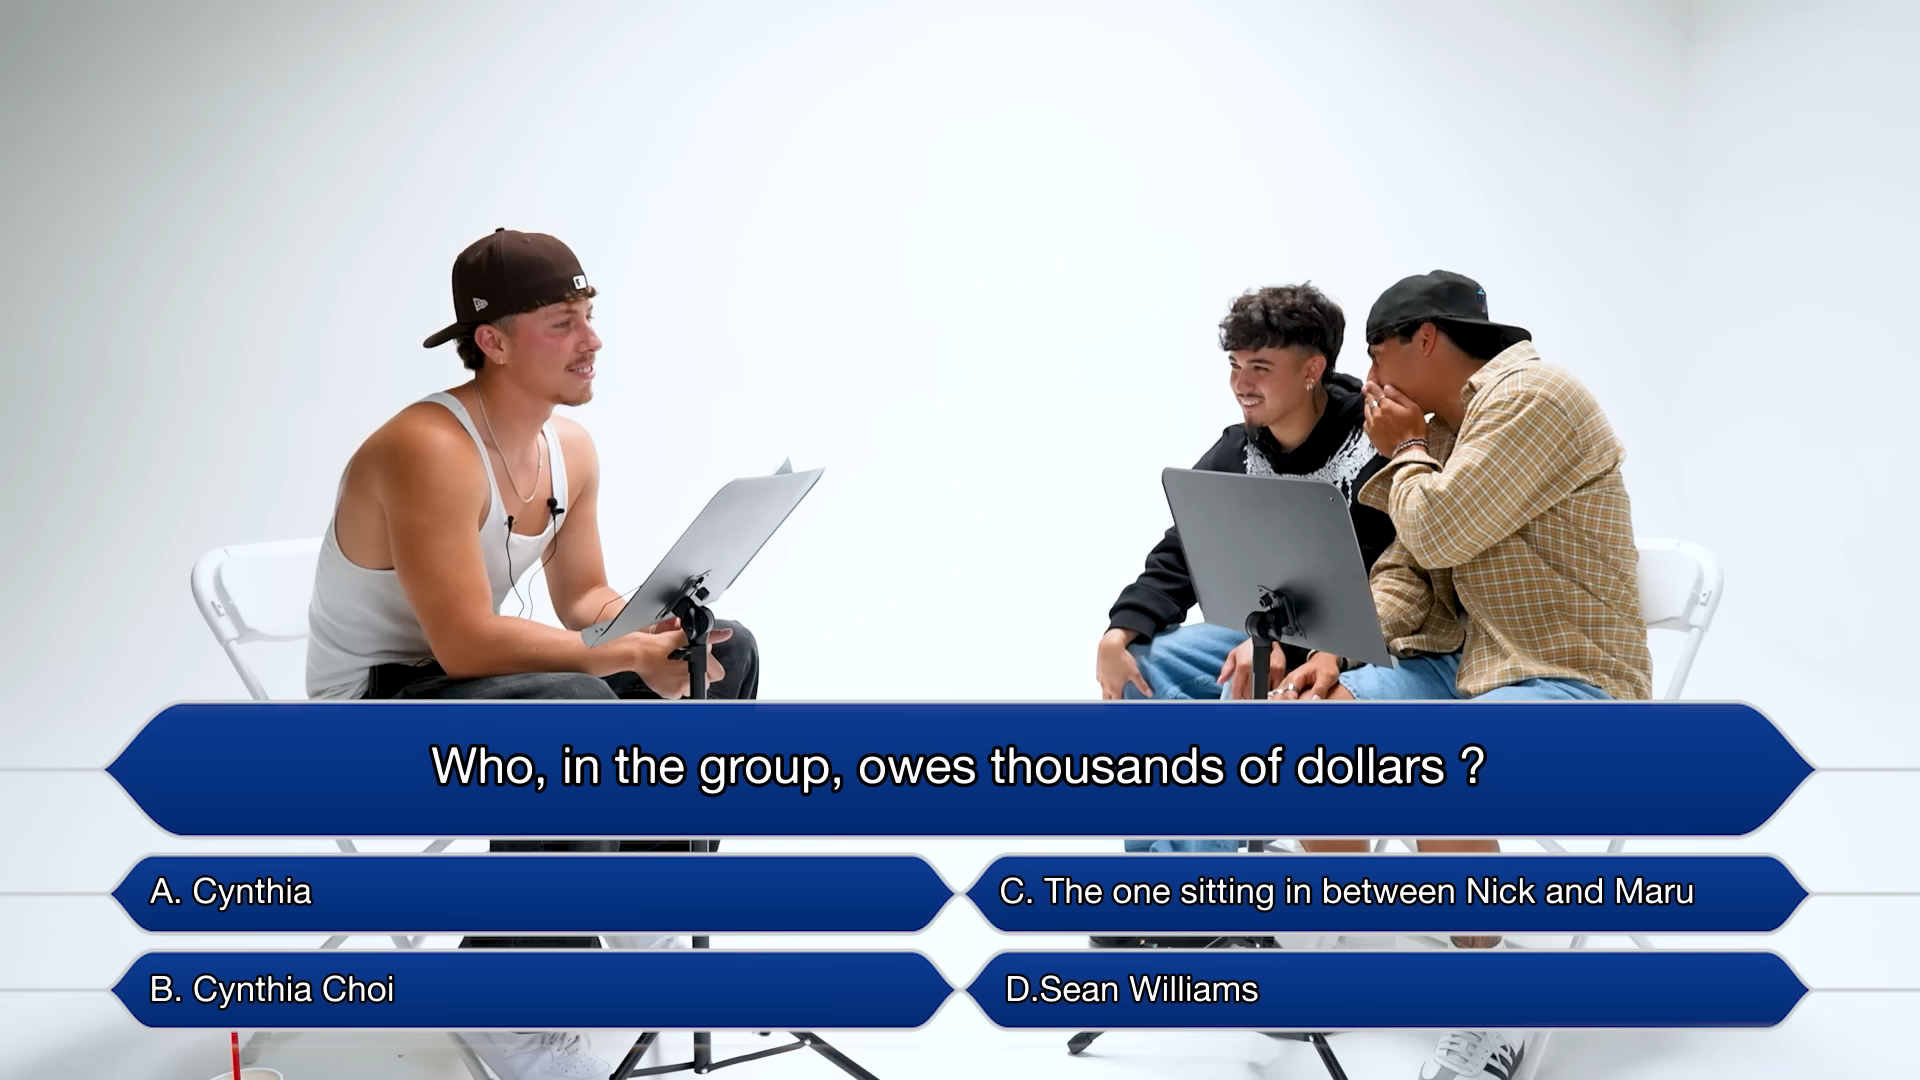 Who, in the group, owes thousands of dollars ?
A. Cynthia
C. The one sitting in between Nick and Maru
B. Cynthia Choi
D.Sean Williams